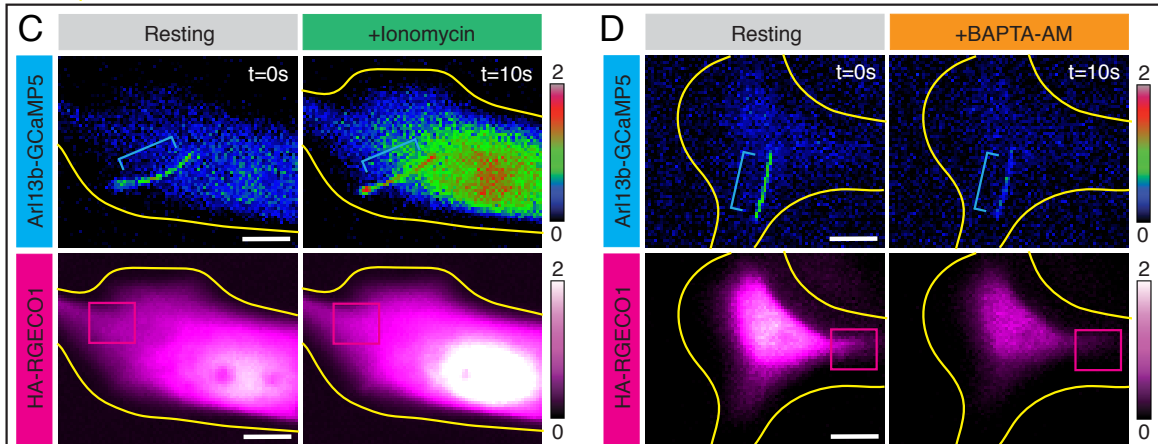 C
Resting
+Ionomycin
D
Resting
+BAPTA-AM
Arl13b-GCaMP5
t=0s
t=10s
2
0
Arl13b-GCaMP5
t=0s
t=10s
2
0
HA-RGECO1
2
0
HA-RGECO1
2
0